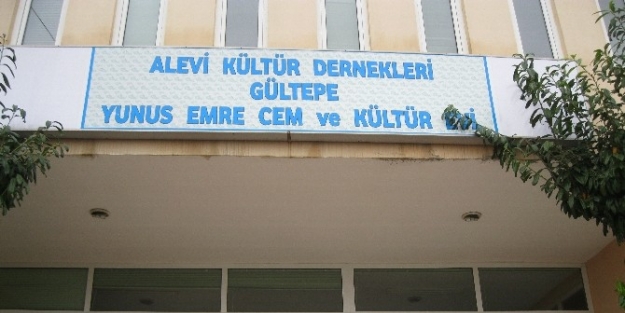 ALEVİ KÜLTÜR DERNEKLERİ
GÜLTEPE
YUNUS EMRE CEM ve KÜLTÜR